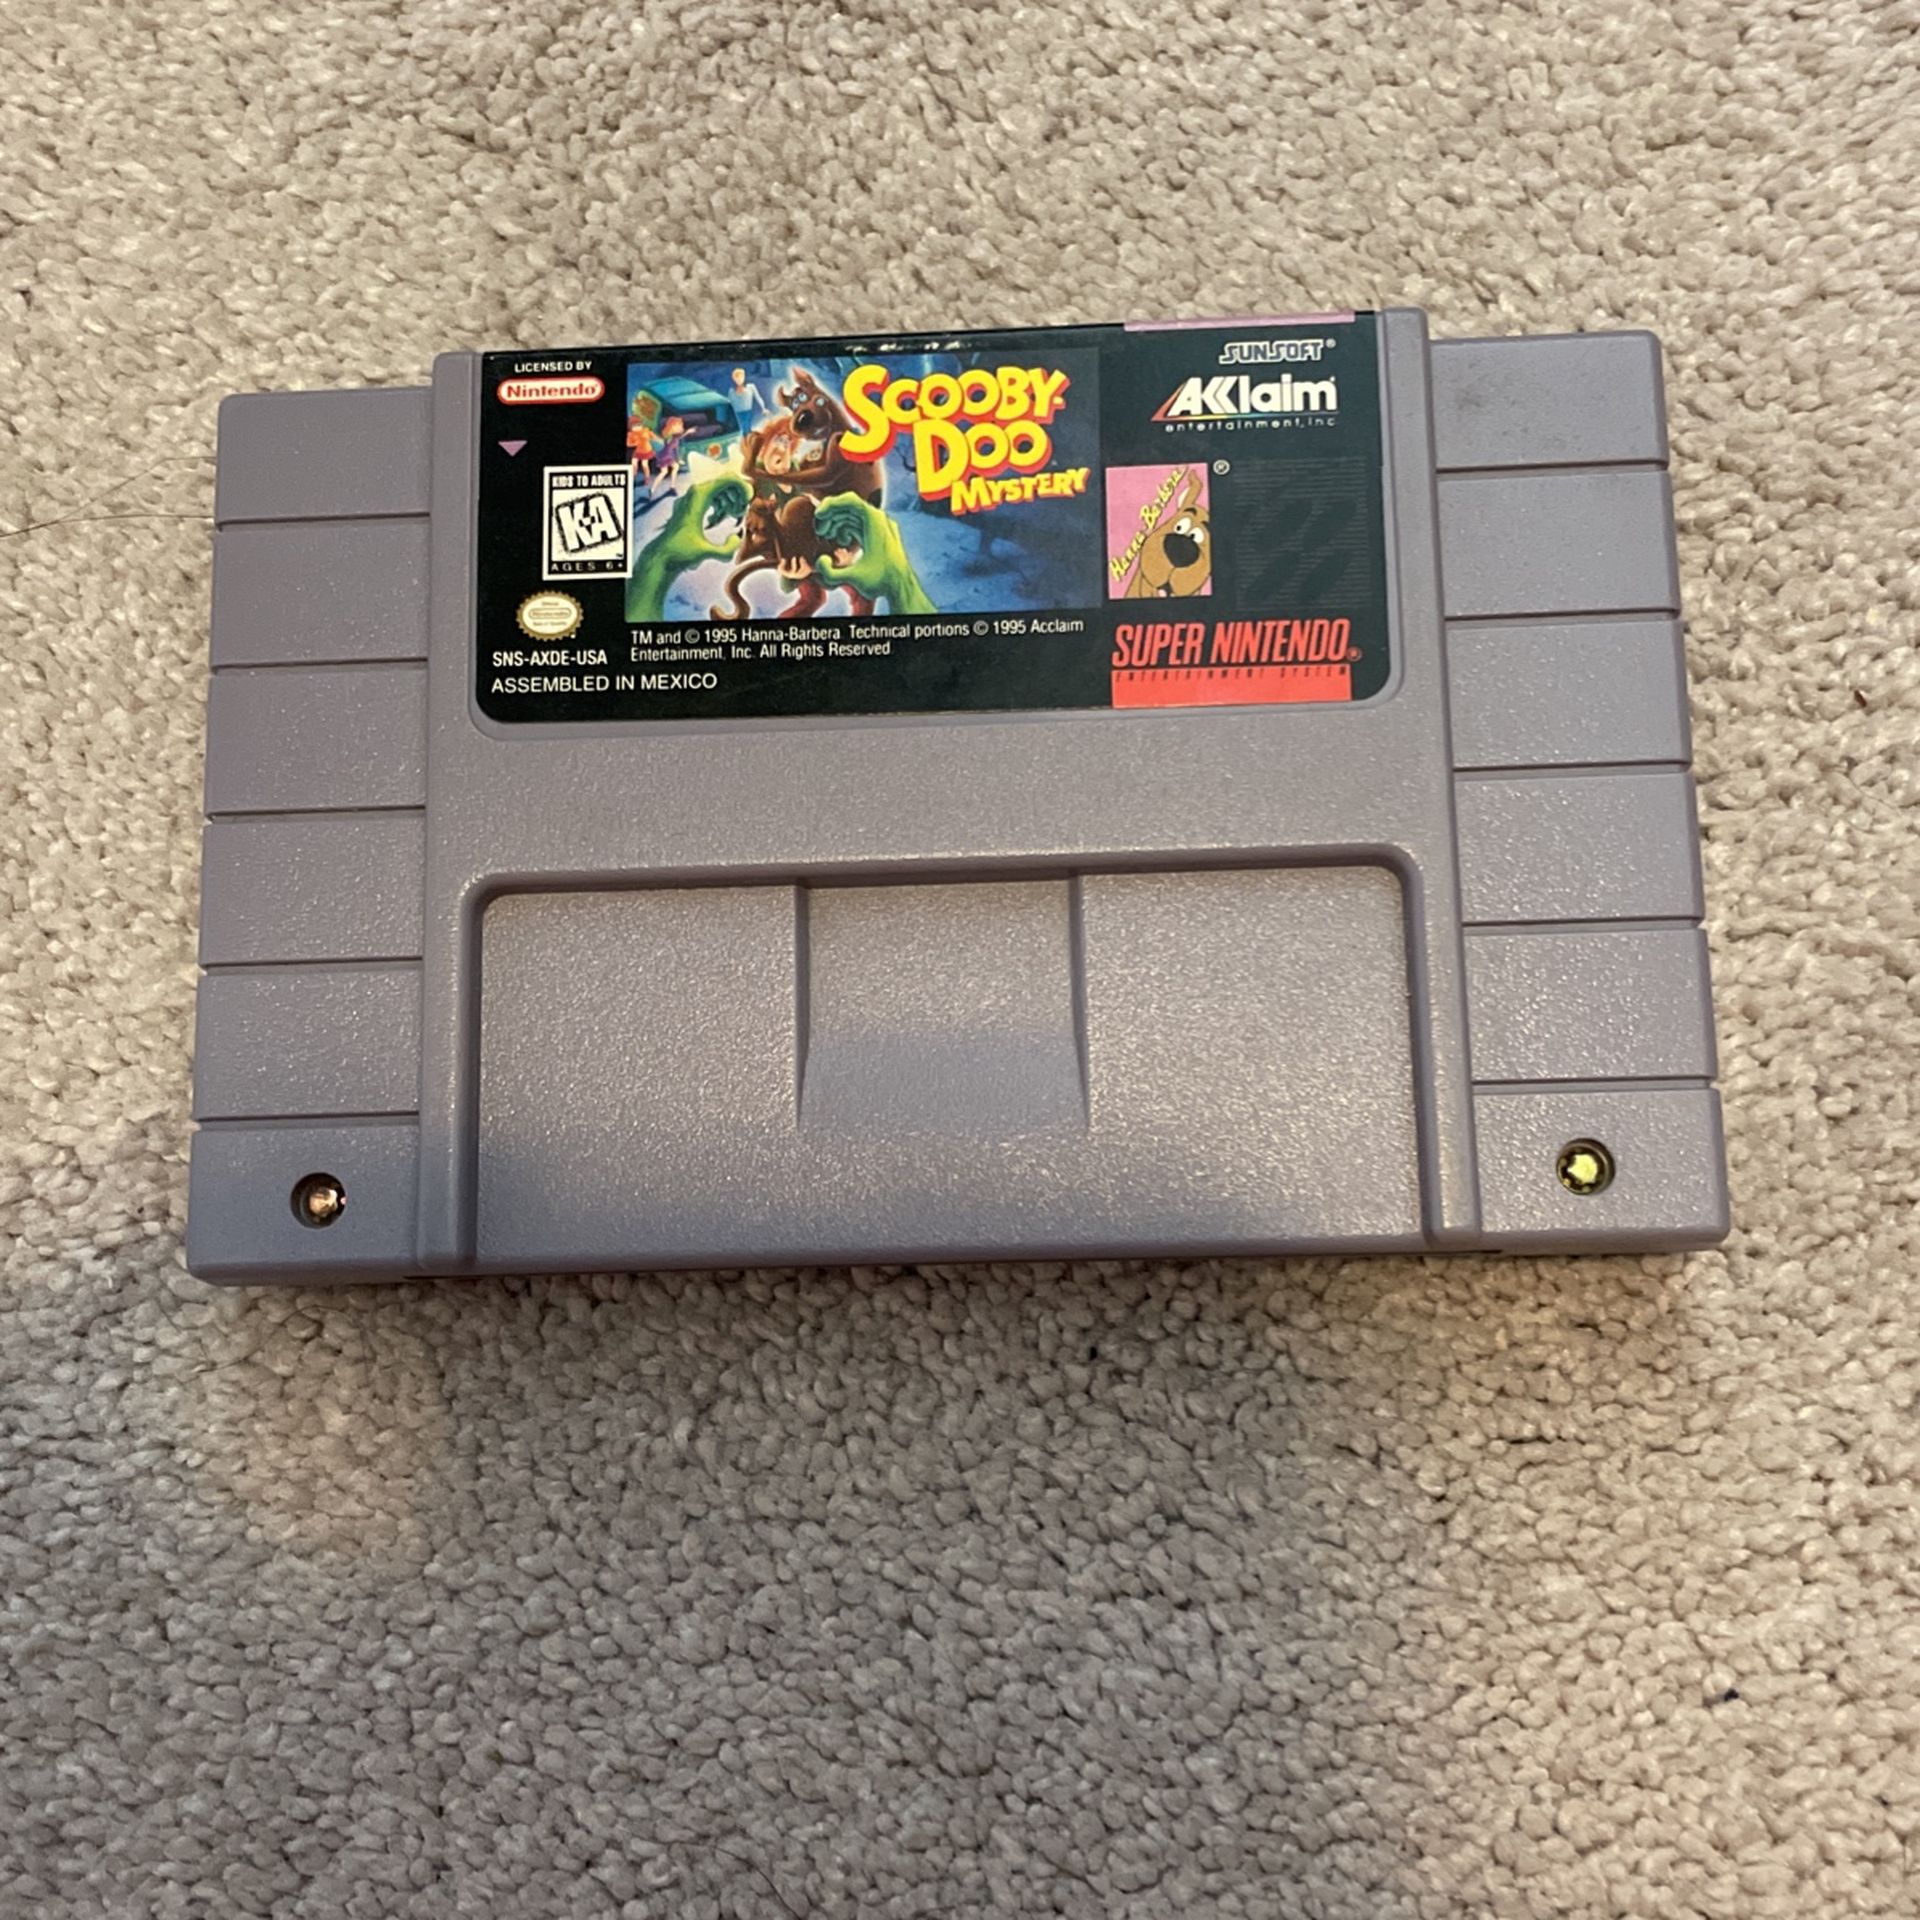 LICENSED BY
Nintendo®
KIDS TO ADULTS
K-A
AGES 6+
SNS-AXDE-USA
ASSEMBLED IN MEXICO
SCOOBY-
DOO
MYSTERY
TM and © 1995 Hanna-Barbera. Technical portions © 1995 Acclaim
Entertainment, Inc. All Rights Reserved.
SUNSOFT®
AKKlaim
entertainment, inc.
Hanna-Barbera
®
SUPER NINTENDO®
ENTERTAINMENT SYSTEM